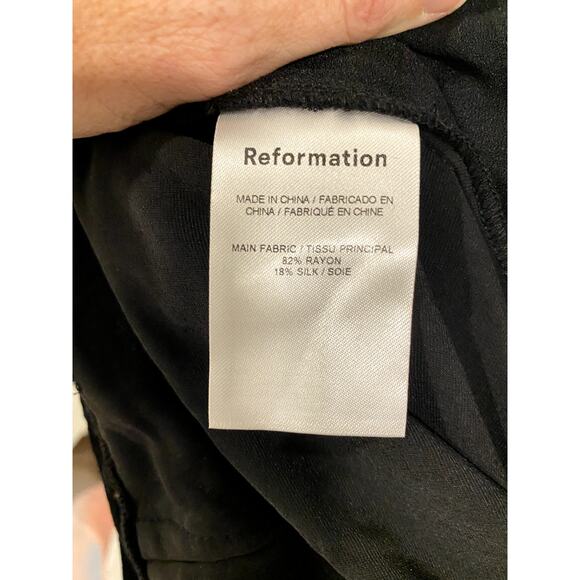 Reformation
MADE IN CHINA / FABRICADO EN
CHINA / FABRIQUÉ EN CHINE
MAIN FABRIC / TISSU PRINCIPAL
82% RAYON
18% SILK / SOIE